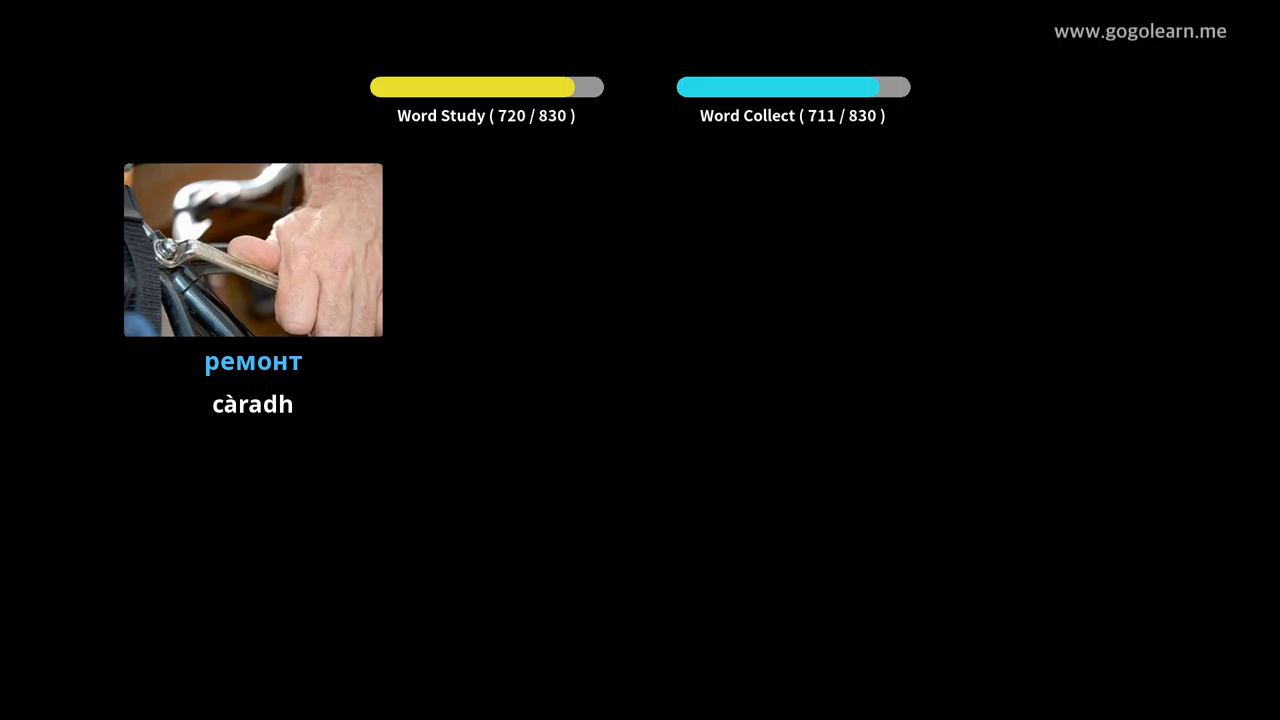 www.gogolearn.me
Word Study ( 720 / 830 )
Word Collect ( 711 / 830 )
ремонт
càradh